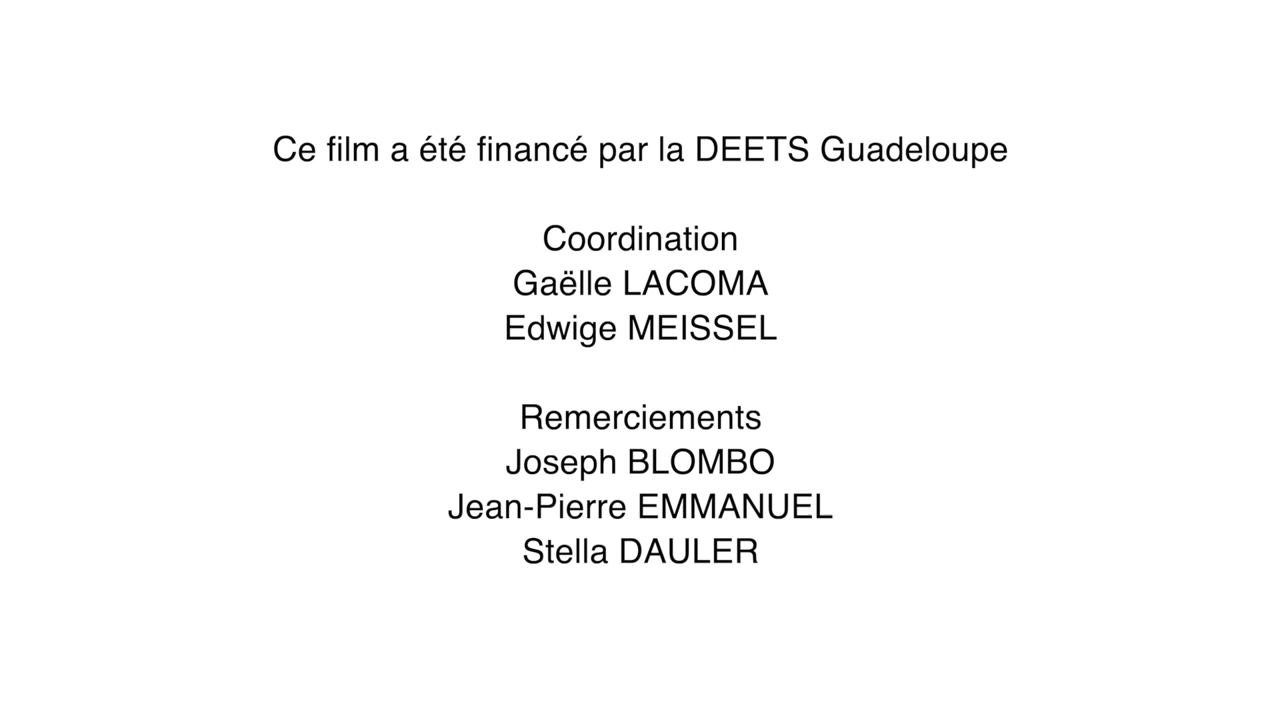 Ce film a été financé par la DEETS Guadeloupe
Coordination
Gaëlle LACOMA
Edwige MEISSEL
Remerciements
Joseph BLOMBO
Jean-Pierre EMMANUEL
Stella DAULER